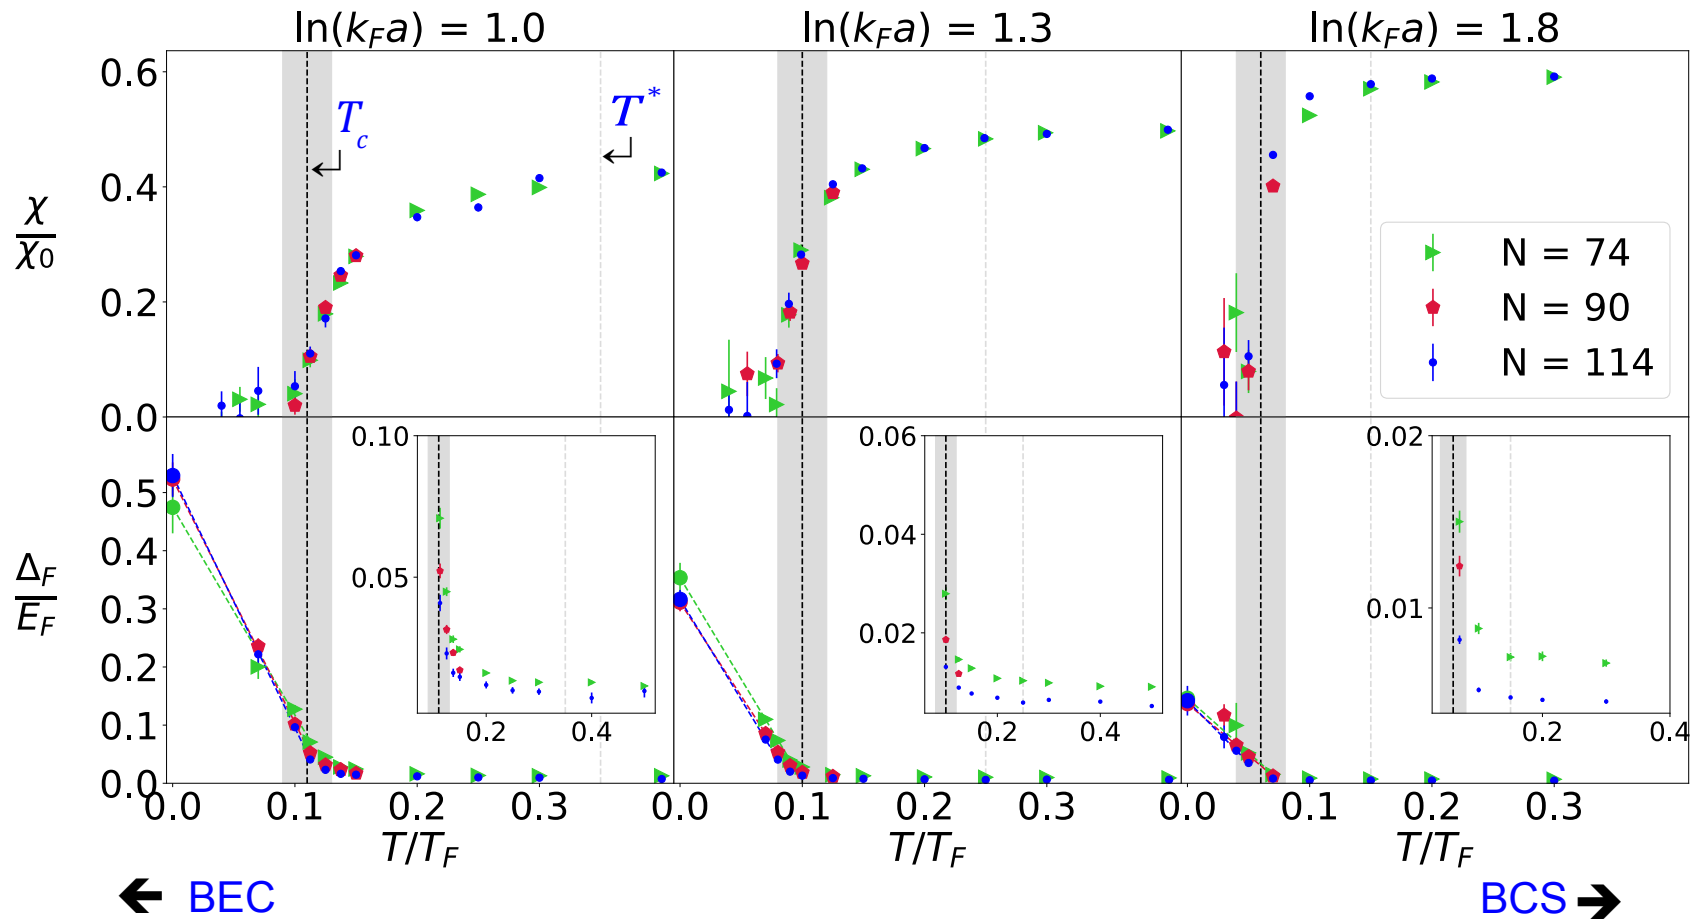 ln(k_F a) = 1.0 ln(k_F a) = 1.3 ln(k_F a) = 1.8
χ/χ₀
0.6
0.4
0.2
0.0
T_c
T*
N = 74
N = 90
N = 114
Δ_F/E_F
0.5
0.4
0.3
0.2
0.1
0.0
0.10
0.05
0.2 0.4
0.06
0.04
0.02
0.2 0.4
0.02
0.01
0.2 0.4
0.0 0.1 0.2 0.3 0.0 0.1 0.2 0.3 0.0 0.1 0.2 0.3
T/T_F T/T_F T/T_F
BEC BCS